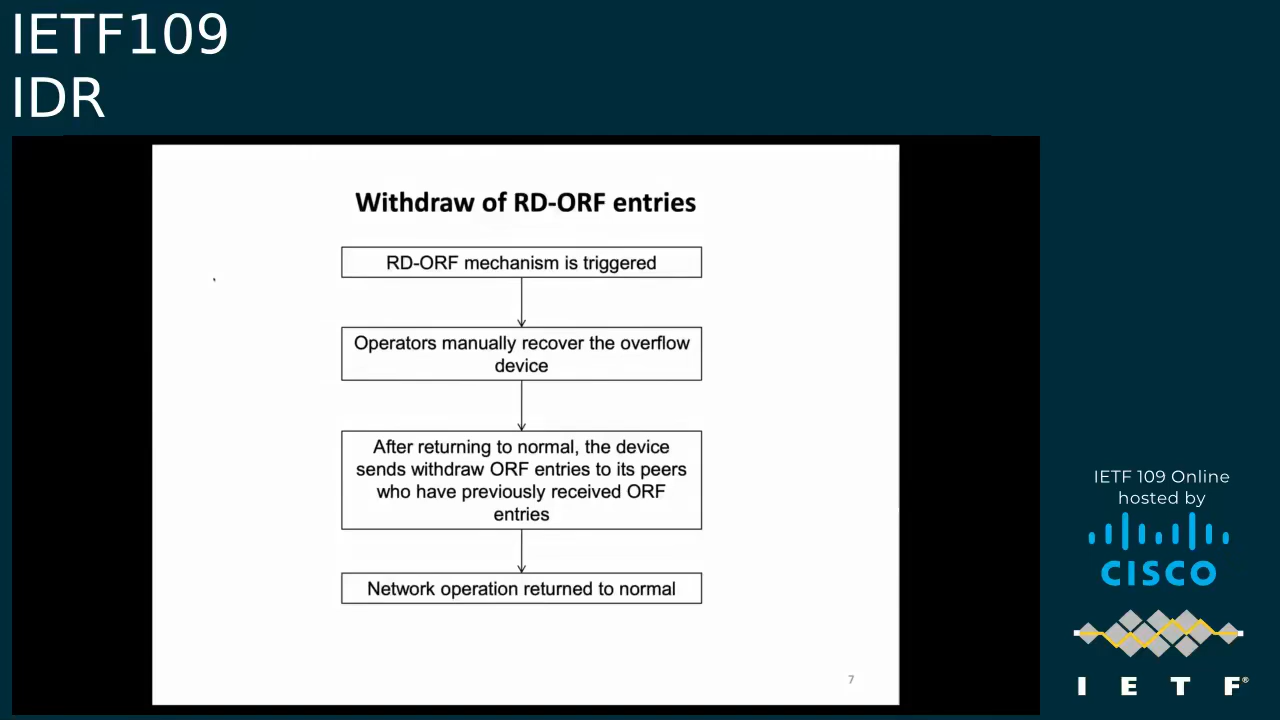 IETF109
IDR
Withdraw of RD-ORF entries
RD-ORF mechanism is triggered
Operators manually recover the overflow
device
After returning to normal, the device
sends withdraw ORF entries to its peers
who have previously received ORF
entries
Network operation returned to normal
7
IETF 109 Online
hosted by
CISCO
I E T F®